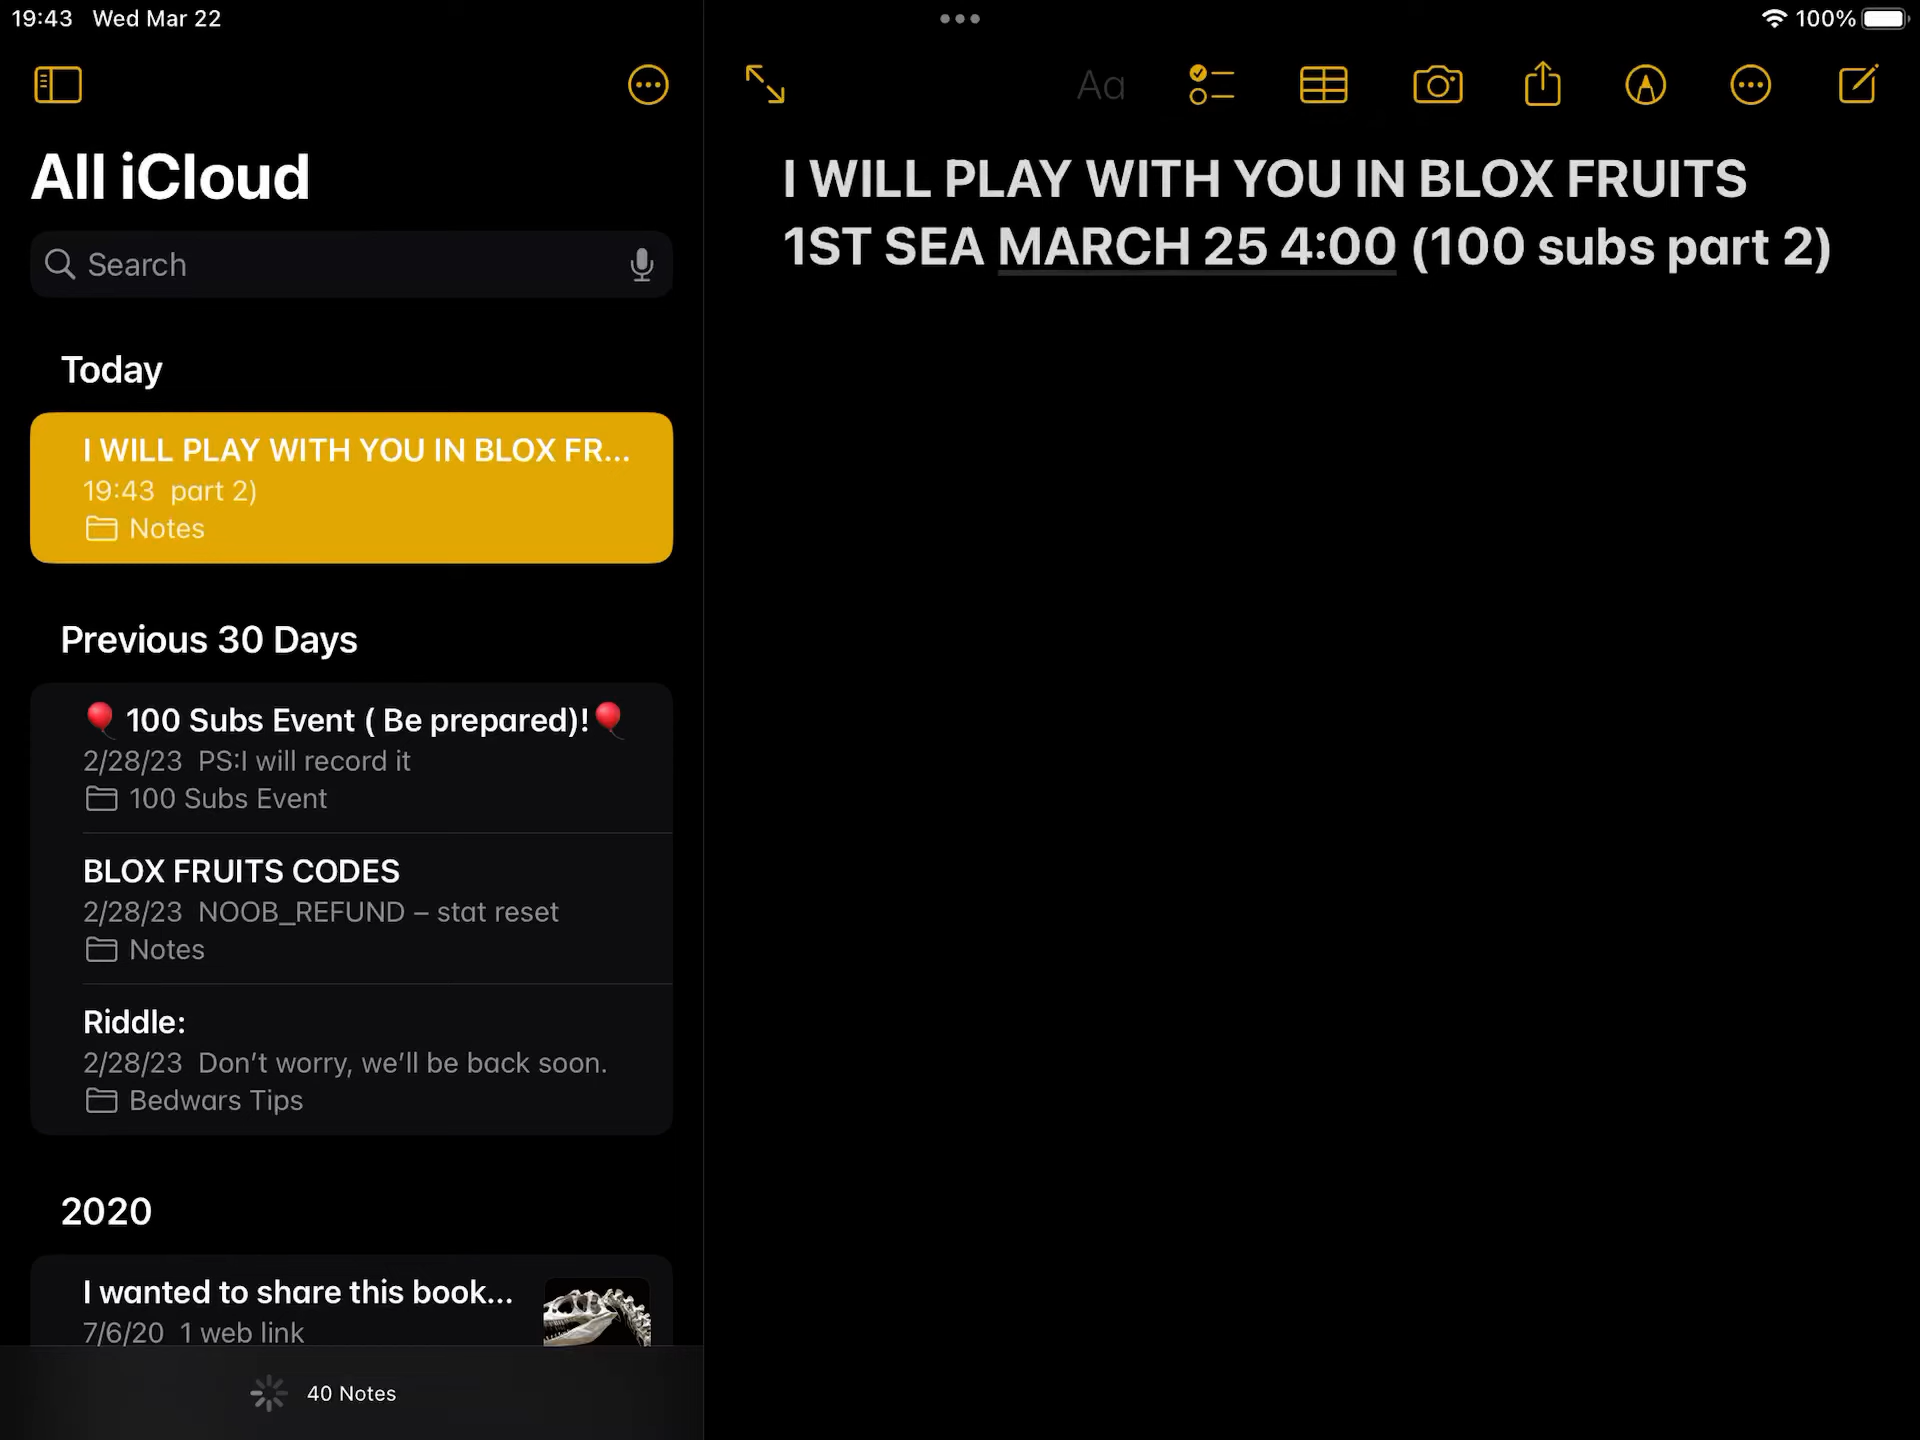 19:43 Wed Mar 22
100%
All iCloud
Search
Today
I WILL PLAY WITH YOU IN BLOX FR...
19:43 part 2)
Notes
Previous 30 Days
🎈 100 Subs Event ( Be prepared)!🎈
2/28/23 PS:I will record it
100 Subs Event
BLOX FRUITS CODES
2/28/23 NOOB_REFUND – stat reset
Notes
Riddle:
2/28/23 Don’t worry, we’ll be back soon.
Bedwars Tips
2020
I wanted to share this book...
7/6/20 1 web link
40 Notes
Aa
I WILL PLAY WITH YOU IN BLOX FRUITS
1ST SEA MARCH 25 4:00 (100 subs part 2)